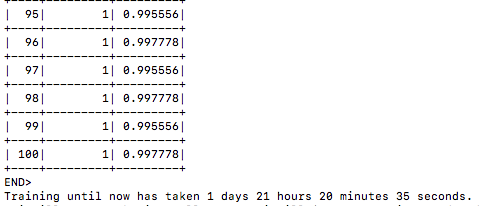 +----+---------+---------+
|  95|        1| 0.995556|
+----+---------+---------+
|  96|        1| 0.997778|
+----+---------+---------+
|  97|        1| 0.995556|
+----+---------+---------+
|  98|        1| 0.997778|
+----+---------+---------+
|  99|        1| 0.995556|
+----+---------+---------+
| 100|        1| 0.997778|
+----+---------+---------+
END>
Training until now has taken 1 days 21 hours 20 minutes 35 seconds.